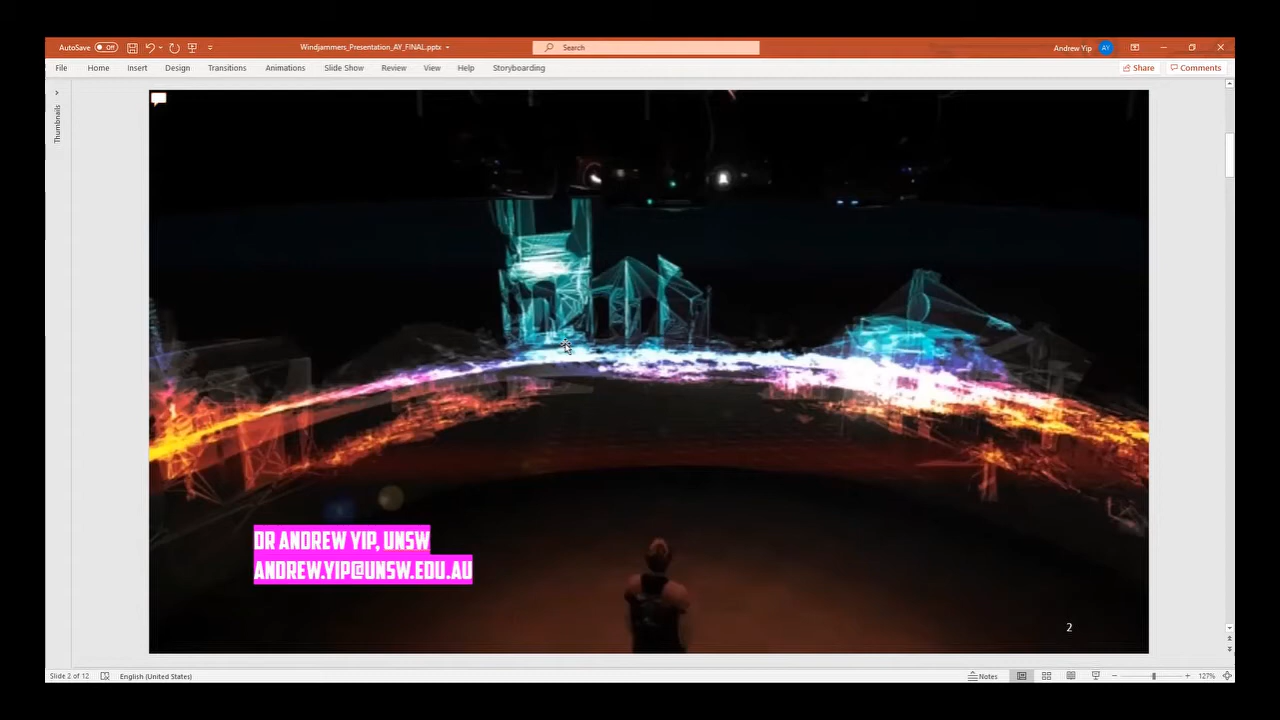 AutoSave Off Windjammers_Presentation_AY_FINAL.pptx Search Andrew Yip AY
File Home Insert Design Transitions Animations Slide Show Review View Help Storyboarding Share Comments
Thumbnails
DR ANDREW YIP, UNSW
ANDREW.YIP@UNSW.EDU.AU
2
Slide 2 of 12 English (United States) Notes 127%